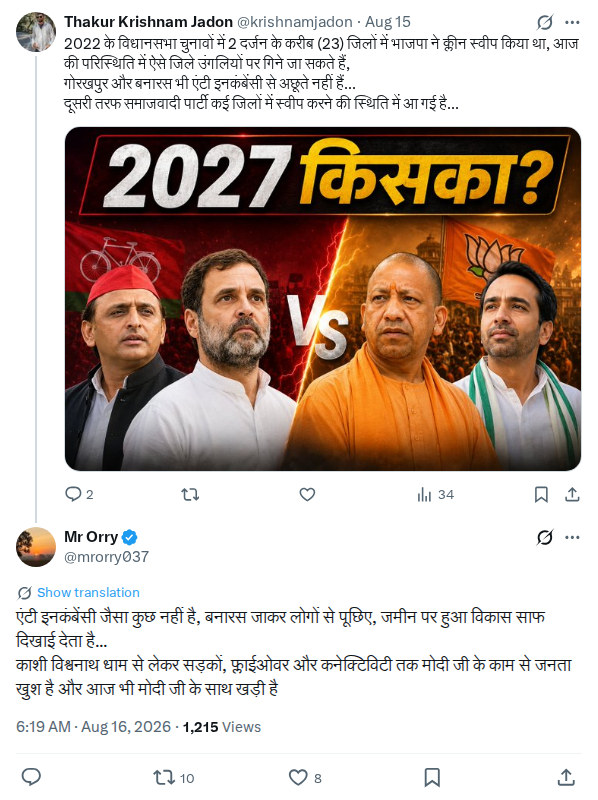 Thakur Krishnam Jadon @krishnamjadon · Aug 15
2022 के विधानसभा चुनावों में 2 दर्जन के करीब (23) जिलों में भाजपा ने क्लीन स्वीप किया था, आज
की परिस्थिति में ऐसे जिले उंगलियों पर गिने जा सकते हैं,
गोरखपुर और बनारस भी एंटी इनकंबेंसी से अछूते नहीं हैं...
दूसरी तरफ समाजवादी पार्टी कई जिलों में स्वीप करने की स्थिति में आ गई है...
2027 किसका?
VS
2
34
Mr Orry
@mrorry037
Show translation
एंटी इनकंबेंसी जैसा कुछ नहीं है, बनारस जाकर लोगों से पूछिए, जमीन पर हुआ विकास साफ
दिखाई देता है...
काशी विश्वनाथ धाम से लेकर सड़कों, फ्लाईओवर और कनेक्टिविटी तक मोदी जी के काम से जनता
खुश है और आज भी मोदी जी के साथ खड़ी है
6:19 AM · Aug 16, 2026 · 1,215 Views
10
8